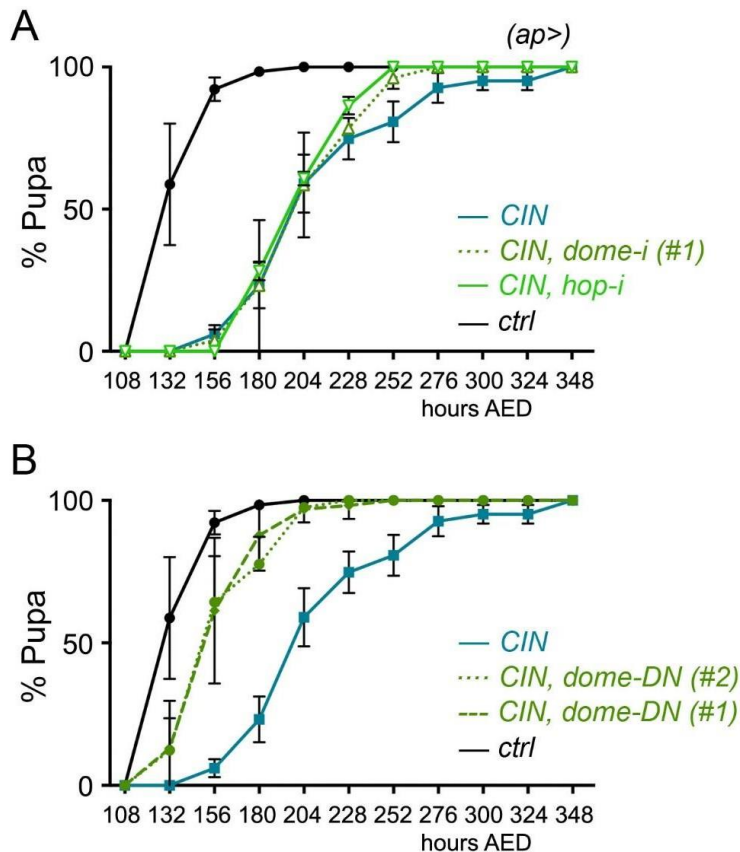 A
(ap>)
100
50
0
% Pupa
CIN
CIN, dome-i (#1)
CIN, hop-i
ctrl
108 132 156 180 204 228 252 276 300 324 348
hours AED
B
100
50
0
% Pupa
CIN
CIN, dome-DN (#2)
CIN, dome-DN (#1)
ctrl
108 132 156 180 204 228 252 276 300 324 348
hours AED